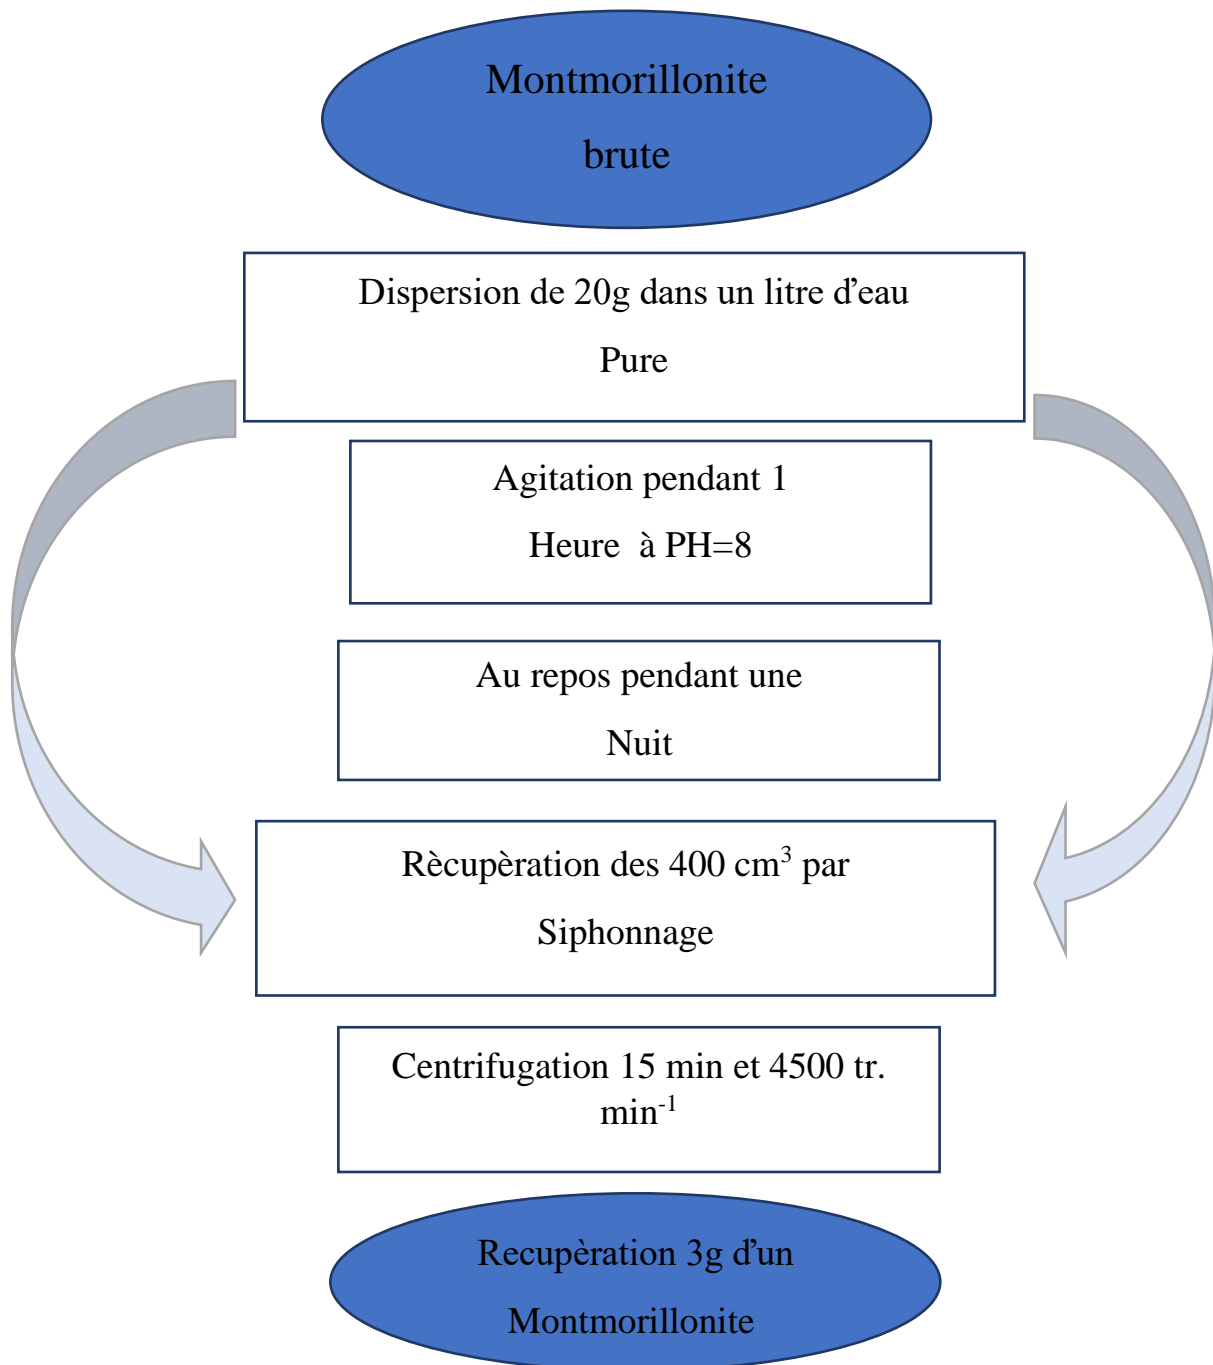 Montmorillonite
brute
Dispersion de 20g dans un litre d’eau
Pure
Agitation pendant 1
Heure  à PH=8
Au repos pendant une
Nuit
Rècupèration des 400 cm³ par
Siphonnage
Centrifugation 15 min et 4500 tr.
min⁻¹
Recupèration 3g d’un
Montmorillonite